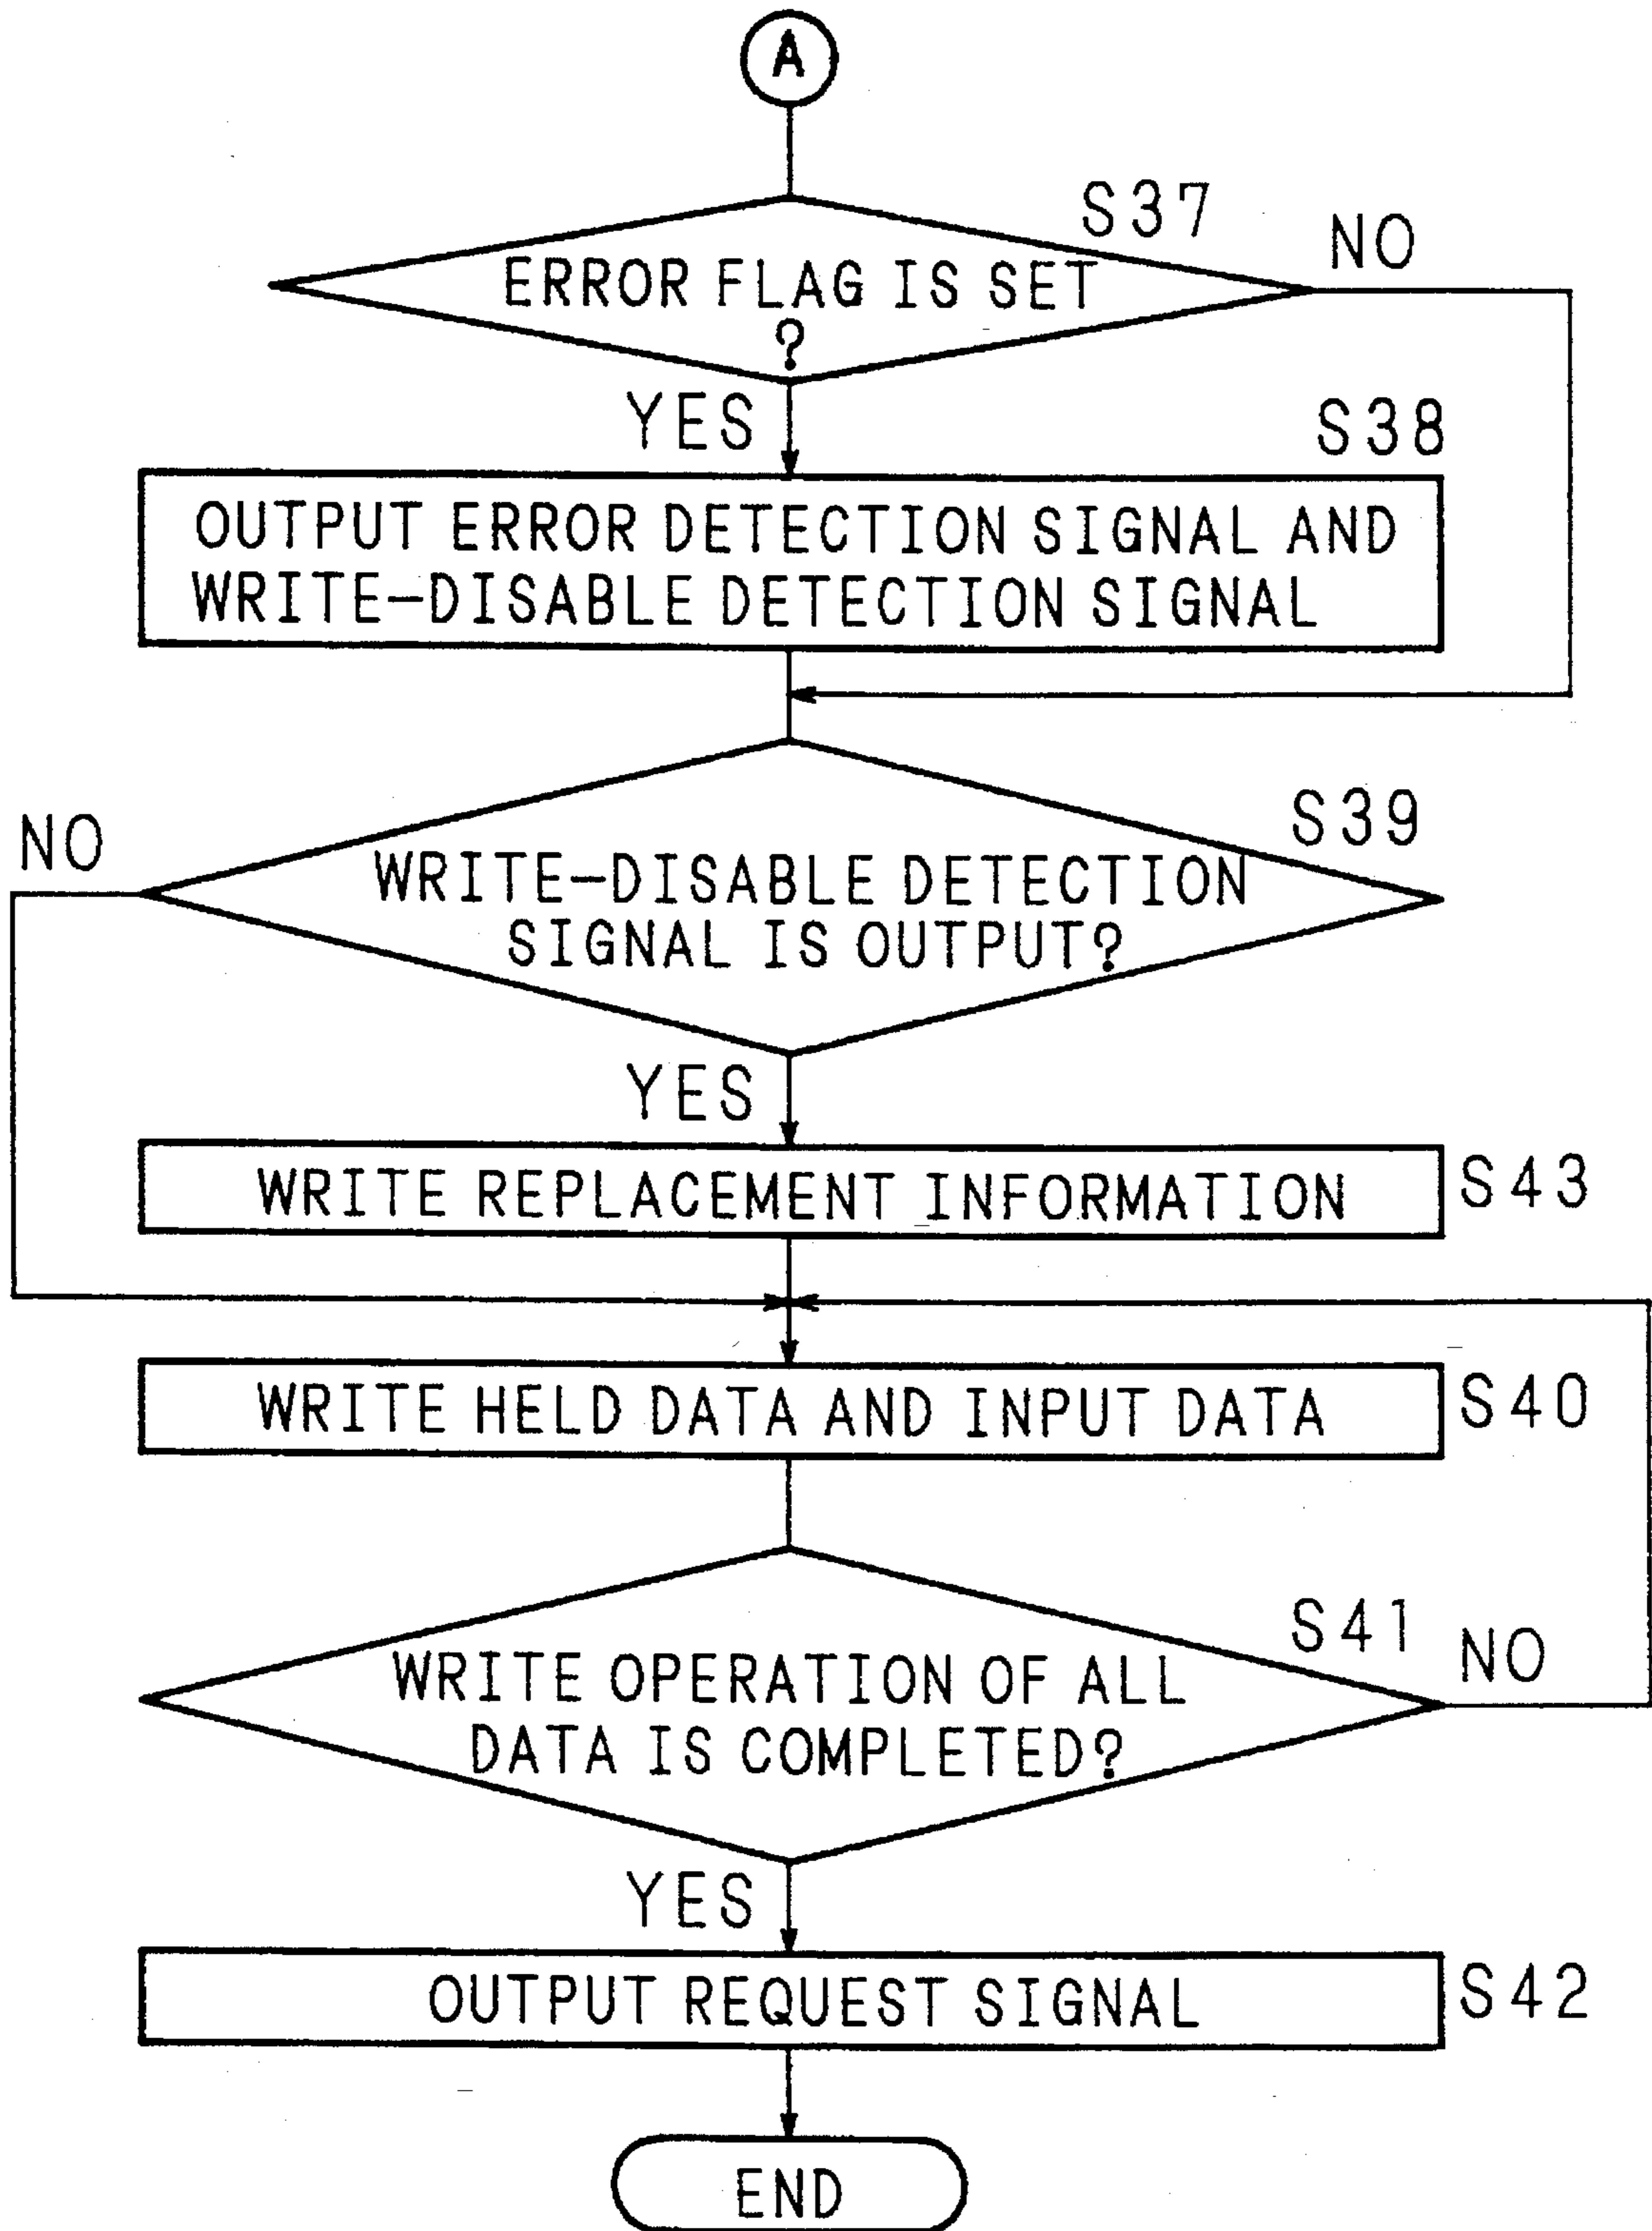 A
S37
NO
ERROR FLAG IS SET
?
YES
S38
OUTPUT ERROR DETECTION SIGNAL AND
WRITE-DISABLE DETECTION SIGNAL
NO
S39
WRITE-DISABLE DETECTION
SIGNAL IS OUTPUT?
YES
WRITE REPLACEMENT INFORMATION
S43
WRITE HELD DATA AND INPUT DATA
S40
S41
NO
WRITE OPERATION OF ALL
DATA IS COMPLETED?
YES
OUTPUT REQUEST SIGNAL
S42
END